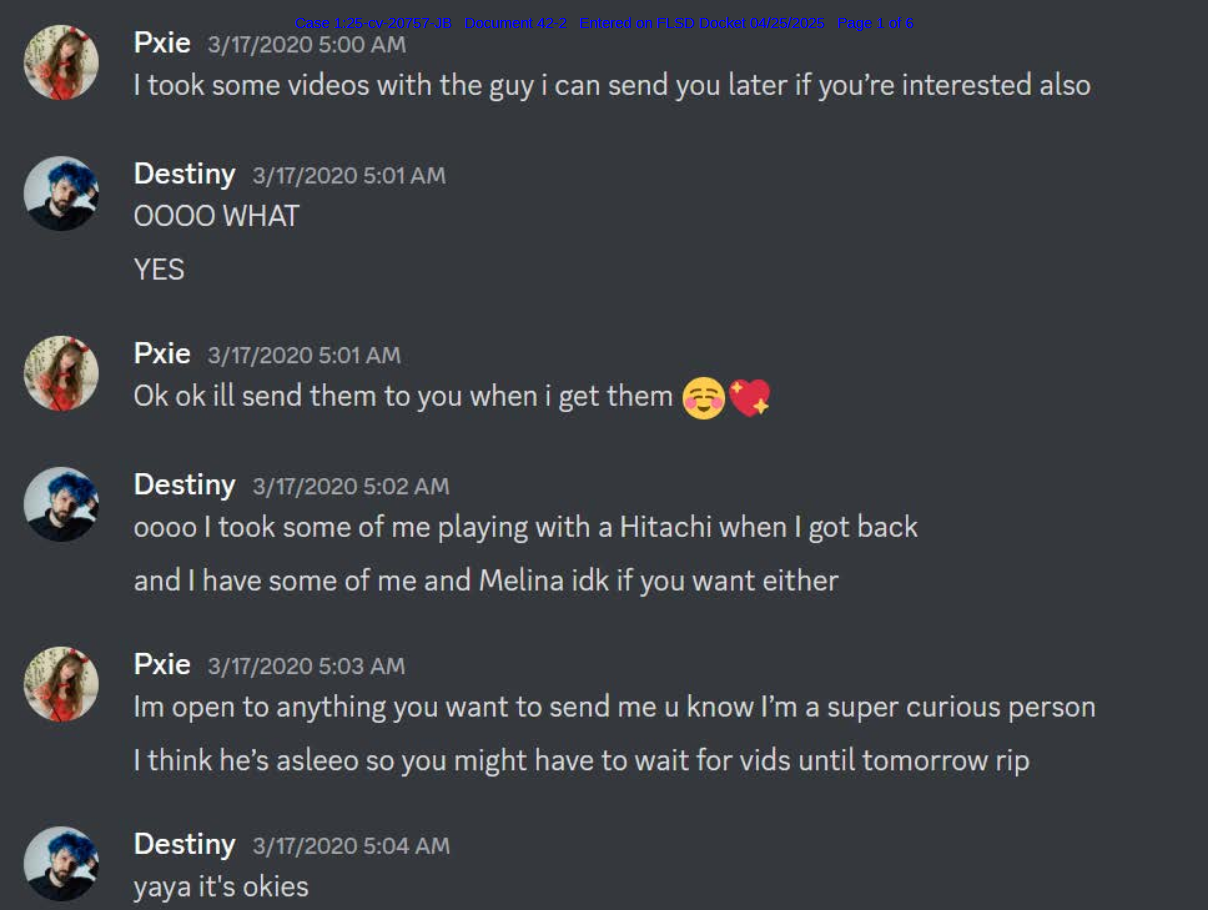 Case 1:25-cv-20757-JB Document 42-2 Entered on FLSD Docket 04/25/2025 Page 1 of 6
Pxie 3/17/2020 5:00 AM
I took some videos with the guy i can send you later if you’re interested also
Destiny 3/17/2020 5:01 AM
OOOO WHAT
YES
Pxie 3/17/2020 5:01 AM
Ok ok ill send them to you when i get them ☺️💖
Destiny 3/17/2020 5:02 AM
oooo I took some of me playing with a Hitachi when I got back
and I have some of me and Melina idk if you want either
Pxie 3/17/2020 5:03 AM
Im open to anything you want to send me u know I’m a super curious person
I think he’s asleeo so you might have to wait for vids until tomorrow rip
Destiny 3/17/2020 5:04 AM
yaya it's okies